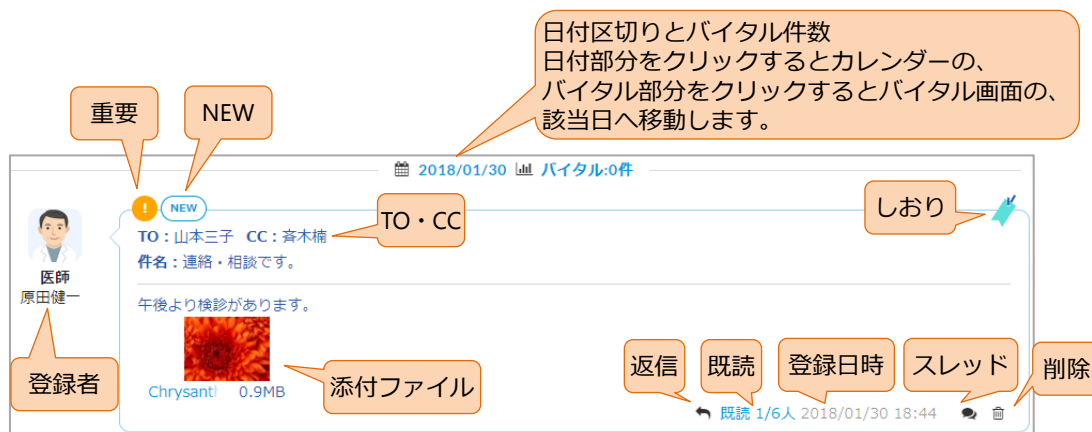 日付区切りとバイタル件数
日付部分をクリックするとカレンダーの、
バイタル部分をクリックするとバイタル画面の、
該当日へ移動します。
重要
NEW
2018/01/30 バイタル:0件
! NEW
TO・CC
しおり
TO：山本三子 CC：斉木楠
件名：連絡・相談です。
医師
原田健一
午後より検診があります。
登録者
添付ファイル
Chrysant 0.9MB
返信
既読
登録日時
スレッド
削除
既読 1/6人 2018/01/30 18:44